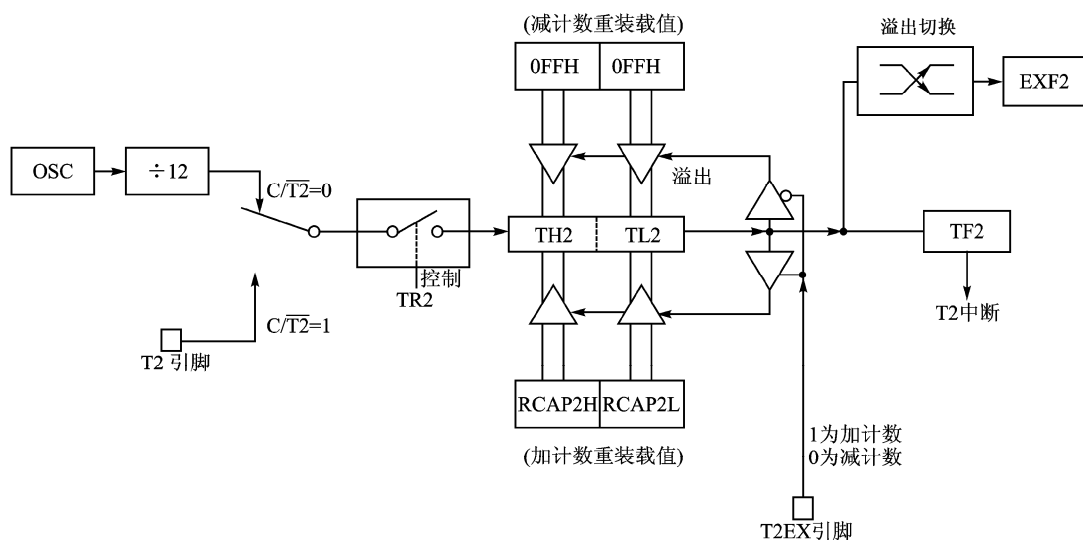 (减计数重装载值)
0FFH
0FFH
溢出切换
EXF2
OSC
÷12
C/T2̅=0
溢出
TH2
TL2
TF2
控制
TR2
T2中断
C/T2̅=1
T2 引脚
RCAP2H
RCAP2L
(加计数重装载值)
1为加计数
0为减计数
T2EX引脚